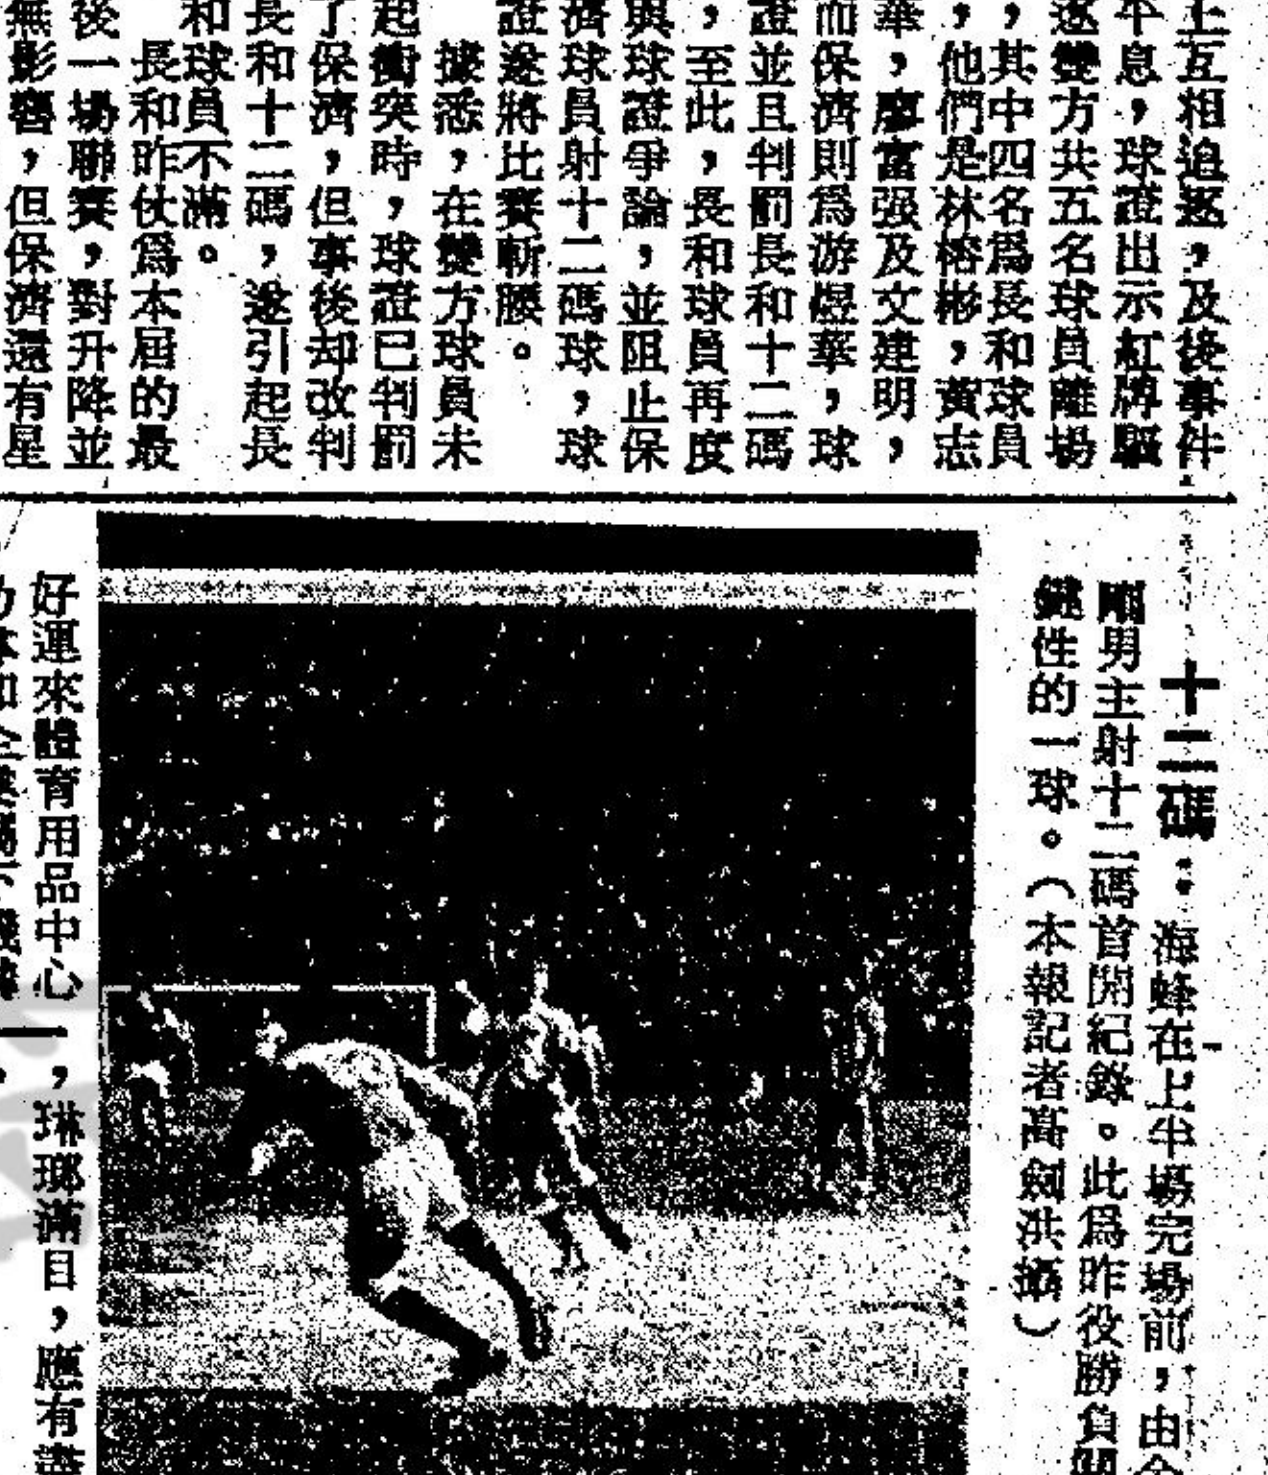 上互相追逐，及後事件
平息，球證出示紅牌驅
逐雙方共五名球員離場
，其中四名為長和球員
，他們是林榕彬，黃志
華，廖富强及文建明，
而保濟則為游煜華，球
證並且判罰長和十二碼
，至此，長和球員再度
與球證爭論，並阻止保
濟球員射十二碼球，球
證遂將比賽斬腰。
據悉，在雙方球員未
起衝突時，球證已判罰
了保濟，但事後却改判
長和十二碼，遂引起長
和球員不滿。
長和昨仗為本屆的最
後一場聯賽，對升降並
無影響，但保濟還有星
十二碼：海蜂在上半場完場前，由
剛男主射十二碼首開紀錄。此為昨役勝負關
鍵性的一球。（本報記者高劍洪攝）
好運來體育用品中心
，琳瑯滿目，應有盡